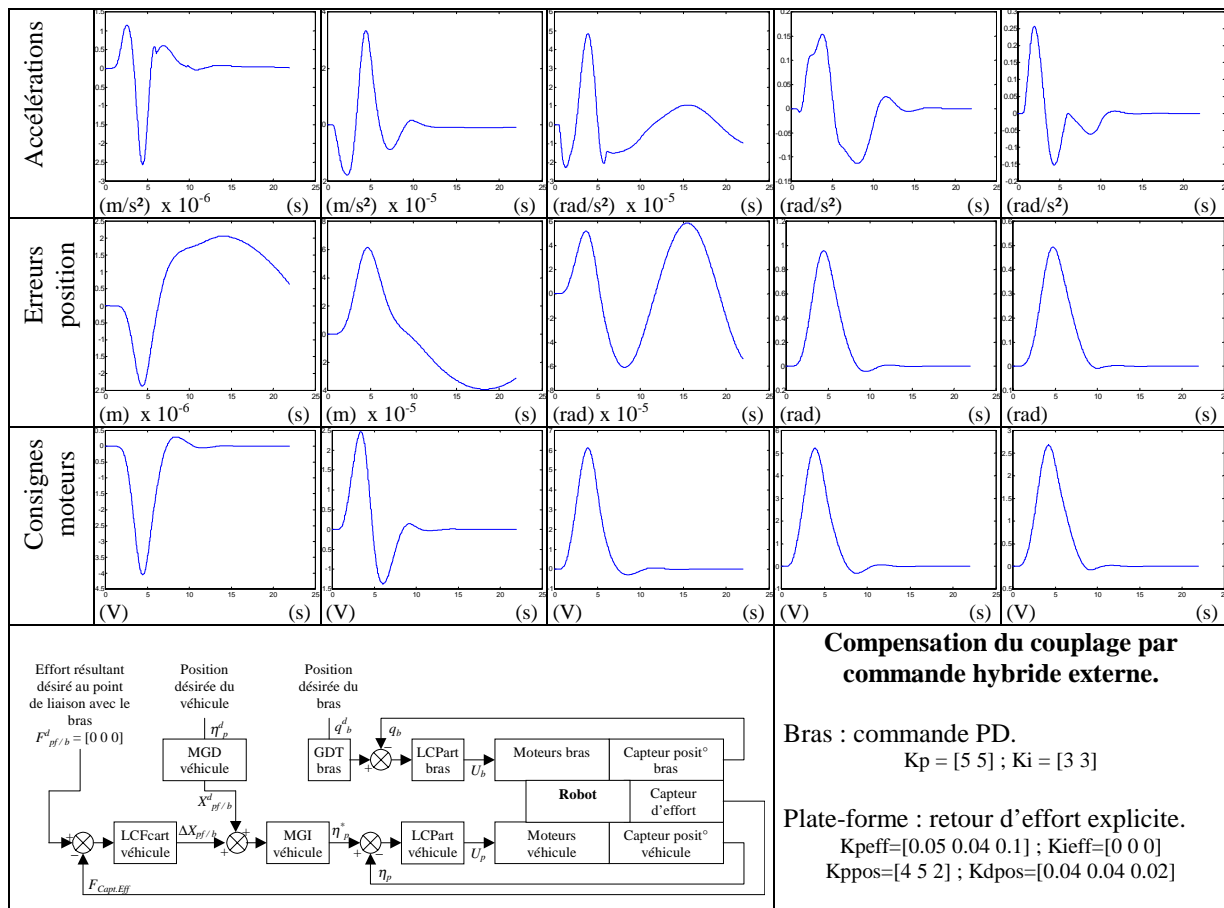 Accélérations
(m/s²) x 10⁻⁶ (s)
(m/s²) x 10⁻⁵ (s)
(rad/s²) x 10⁻⁵ (s)
(rad/s²) (s)
(rad/s²) (s)
Erreurs
position
(m) x 10⁻⁶ (s)
(m) x 10⁻⁵ (s)
(rad) x 10⁻⁵ (s)
(rad) (s)
(rad) (s)
Consignes
moteurs
(V) (s)
(V) (s)
(V) (s)
(V) (s)
(V) (s)
Effort résultant
désiré au point
de liaison avec le
bras
F^d_pf/b = [0 0 0]
Position
désirée du
véhicule
η^d_p
Position
désirée du
bras
q^d_b
q_b
MGD
véhicule
X^d_pf/b
GDT
bras
LCPart
bras
U_b
Moteurs bras
Capteur posit°
bras
Robot
Capteur
d'effort
LCFcart
véhicule
ΔX_pf/b
MGI
véhicule
η*_p
LCPart
véhicule
U_p
Moteurs
véhicule
Capteur posit°
véhicule
η_p
F_Capt.Eff
Compensation du couplage par
commande hybride externe.
Bras : commande PD.
Kp = [5 5] ; Ki = [3 3]
Plate-forme : retour d'effort explicite.
Kpeff=[0.05 0.04 0.1] ; Kieff=[0 0 0]
Kppos=[4 5 2] ; Kdpos=[0.04 0.04 0.02]